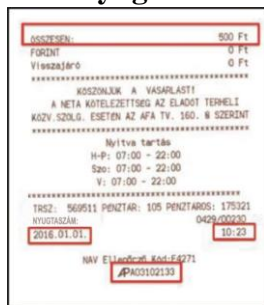 ÖSSZESEN: 500 Ft
FORINT 0 Ft
Visszajáró 0 Ft
********************************
KÖSZÖNJÜK A VÁSÁRLÁST!
A NETA KÖTELEZETTSÉG AZ ELADÓT TERHELI
KÖZV.SZOLG. ESETÉN AZ ÁFA TV. 160. § SZERINT
********************************
Nyitva tartás
H-P: 07:00 - 22:00
Szo: 07:00 - 22:00
V: 07:00 - 22:00
********************************
TRSZ: 569511 PÉNZTÁR: 105 PÉNZTÁROS: 175321
NYUGTASZÁM: 0429/00230
2016.01.01. 10:23
NAV Ellenőrző kód:F4271
APA03102133